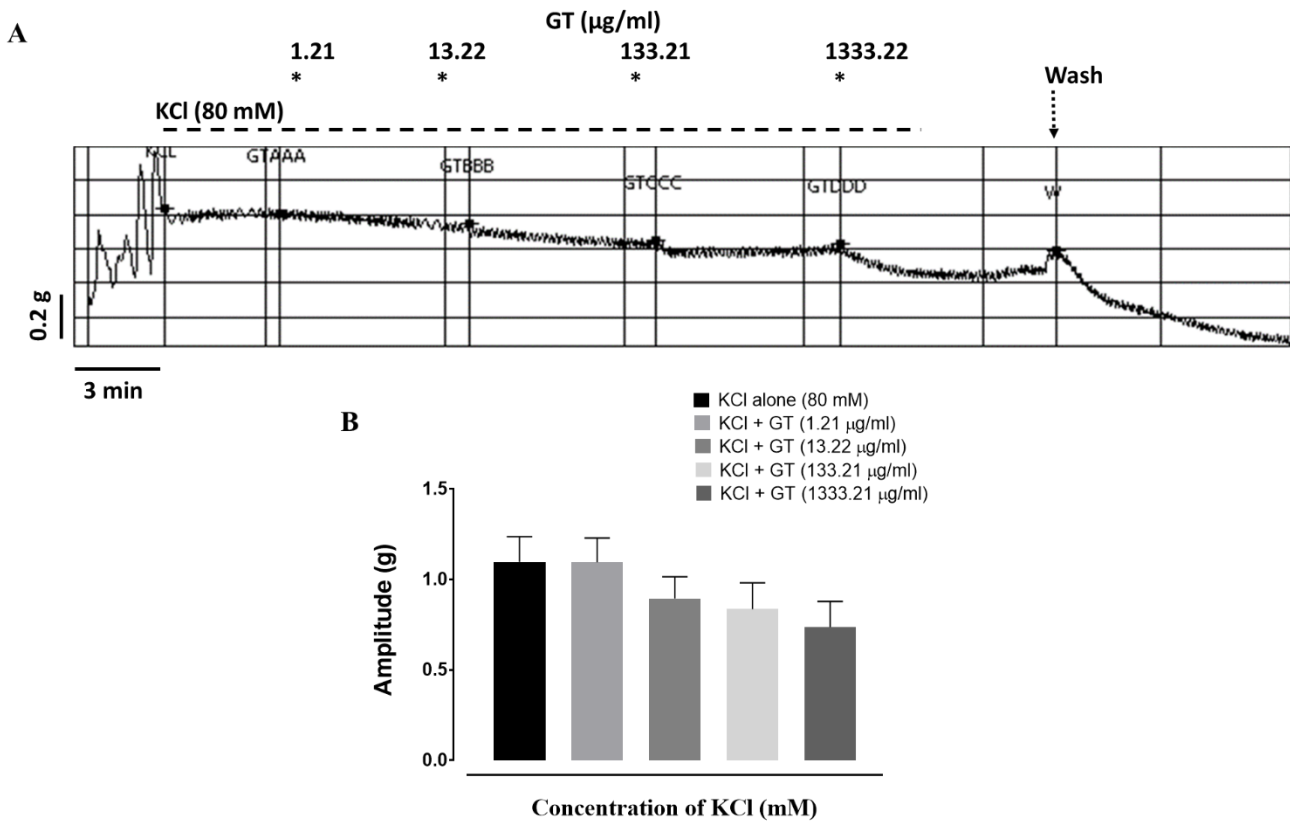 A
GT (μg/ml)
1.21 13.22 133.21 1333.22
* * * *
Wash
KCl (80 mM)
KCL GTAAA GTBBB GTCCC GTDDD W
0.2 g
3 min
B
KCl alone (80 mM)
KCl + GT (1.21 μg/ml)
KCl + GT (13.22 μg/ml)
KCl + GT (133.21 μg/ml)
KCl + GT (1333.21 μg/ml)
1.5
1.0
0.5
0.0
Amplitude (g)
Concentration of KCl (mM)